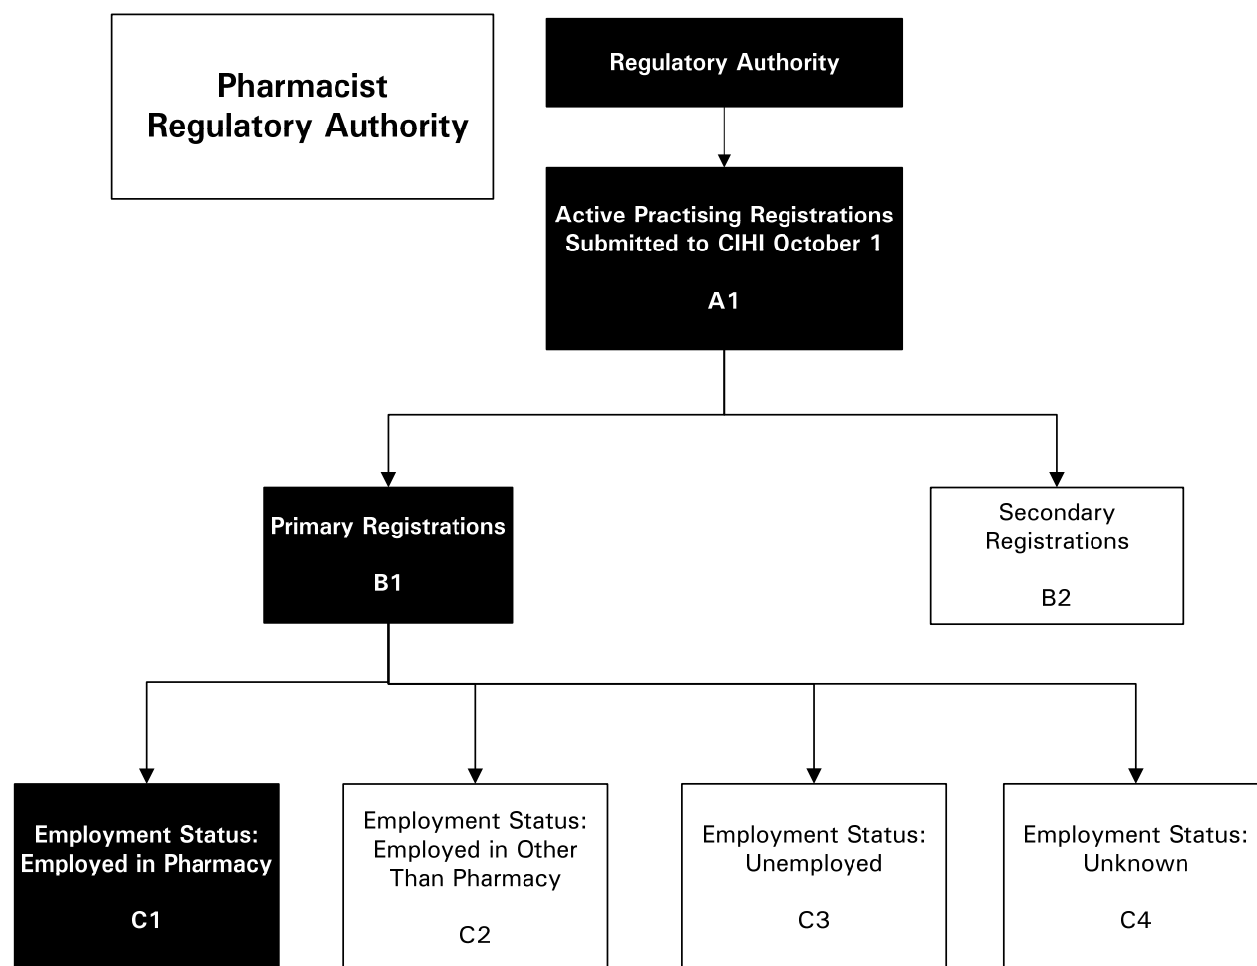 Pharmacist
Regulatory Authority
Regulatory Authority
Active Practising Registrations
Submitted to CIHI October 1
A1
Primary Registrations
B1
Secondary
Registrations
B2
Employment Status:
Employed in Pharmacy
C1
Employment Status:
Employed in Other
Than Pharmacy
C2
Employment Status:
Unemployed
C3
Employment Status:
Unknown
C4